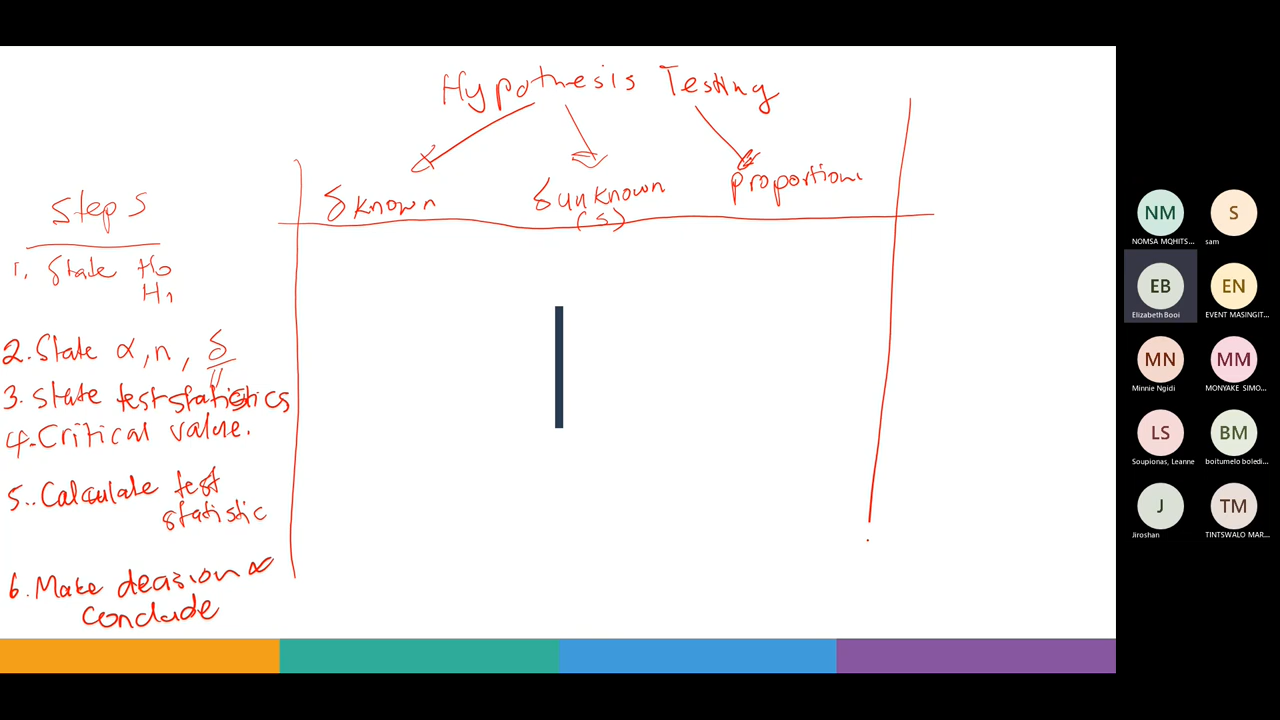 Hypothesis Testing
δ known
δ unknown
(s)
proportion
Steps
1. State H0
H1
2. State α, n, δ
3. State test statistics
4. Critical value.
5.. Calculate test
statistic
6. Make decision &
conclude
NM
NOMSA MQHITS...
S
sam
EB
Elizabeth Booi
EN
EVENT MASINGIT...
MN
Minnie Ngidi
MM
MONYAKE SIMO...
LS
Soupionas, Leanne
BM
boitumelo boledi...
J
Jiroshan
TM
TINTSWALO MAR...